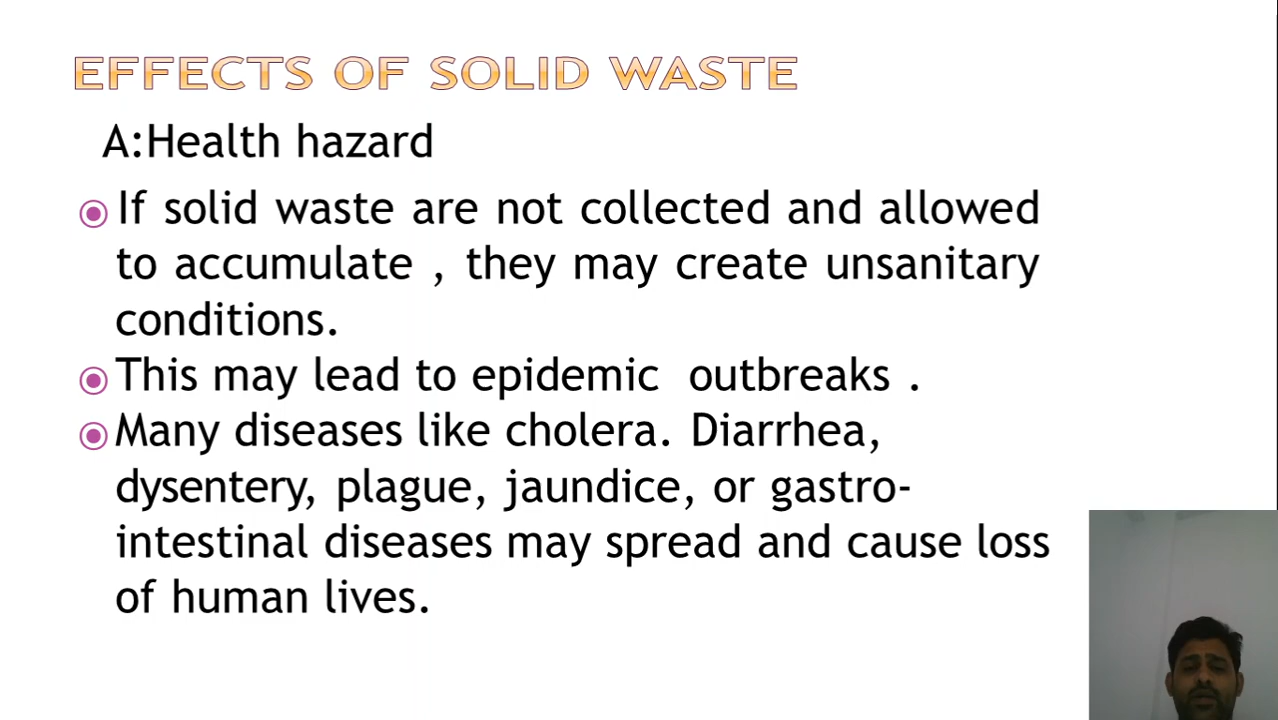 EFFECTS OF SOLID WASTE
A:Health hazard
If solid waste are not collected and allowed
to accumulate , they may create unsanitary
conditions.
This may lead to epidemic  outbreaks .
Many diseases like cholera. Diarrhea,
dysentery, plague, jaundice, or gastro-
intestinal diseases may spread and cause loss
of human lives.